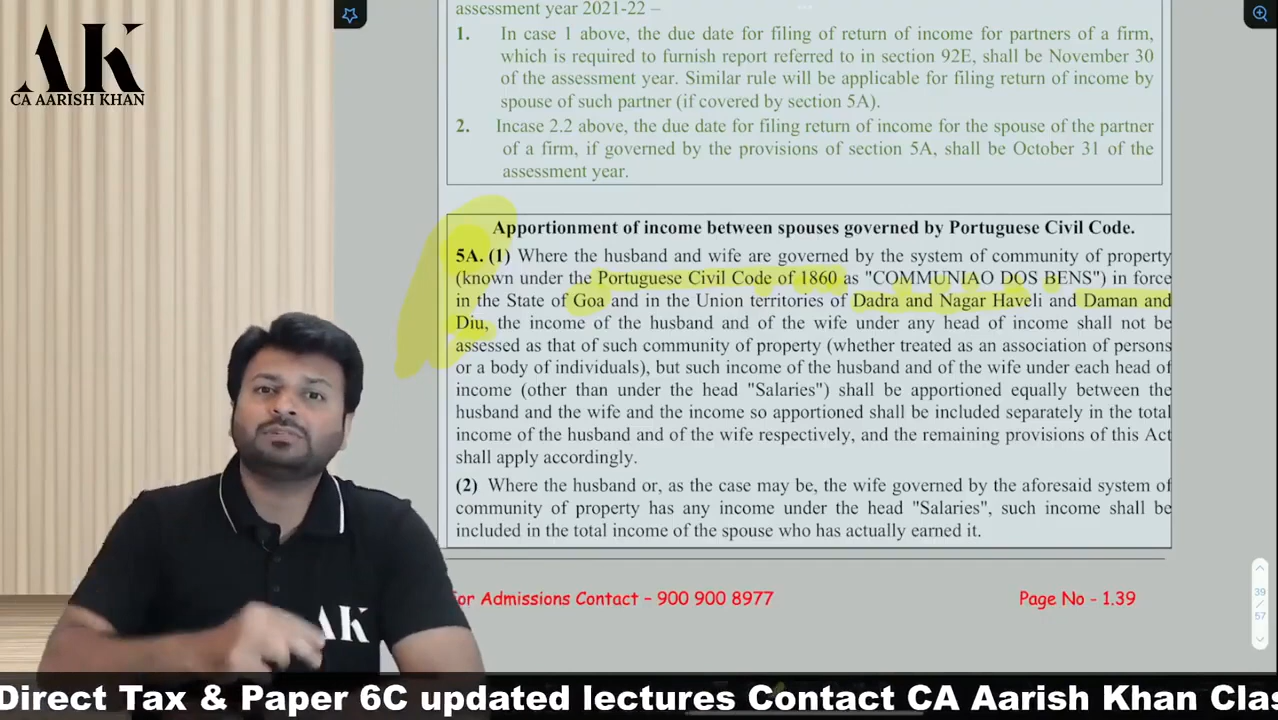 AK
CA AARISH KHAN
assessment year 2021-22 –
1. In case 1 above, the due date for filing of return of income for partners of a firm,
which is required to furnish report referred to in section 92E, shall be November 30
of the assessment year. Similar rule will be applicable for filing return of income by
spouse of such partner (if covered by section 5A).
2. Incase 2.2 above, the due date for filing return of income for the spouse of the partner
of a firm, if governed by the provisions of section 5A, shall be October 31 of the
assessment year.
Apportionment of income between spouses governed by Portuguese Civil Code.
5A. (1) Where the husband and wife are governed by the system of community of property
(known under the Portuguese Civil Code of 1860 as "COMMUNIAO DOS BENS") in force
in the State of Goa and in the Union territories of Dadra and Nagar Haveli and Daman and
Diu, the income of the husband and of the wife under any head of income shall not be
assessed as that of such community of property (whether treated as an association of persons
or a body of individuals), but such income of the husband and of the wife under each head of
income (other than under the head "Salaries") shall be apportioned equally between the
husband and the wife and the income so apportioned shall be included separately in the total
income of the husband and of the wife respectively, and the remaining provisions of this Act
shall apply accordingly.
(2) Where the husband or, as the case may be, the wife governed by the aforesaid system of
community of property has any income under the head "Salaries", such income shall be
included in the total income of the spouse who has actually earned it.
or Admissions Contact – 900 900 8977
Page No - 1.39
39
/
57
AK
Direct Tax & Paper 6C updated lectures Contact CA Aarish Khan Clas